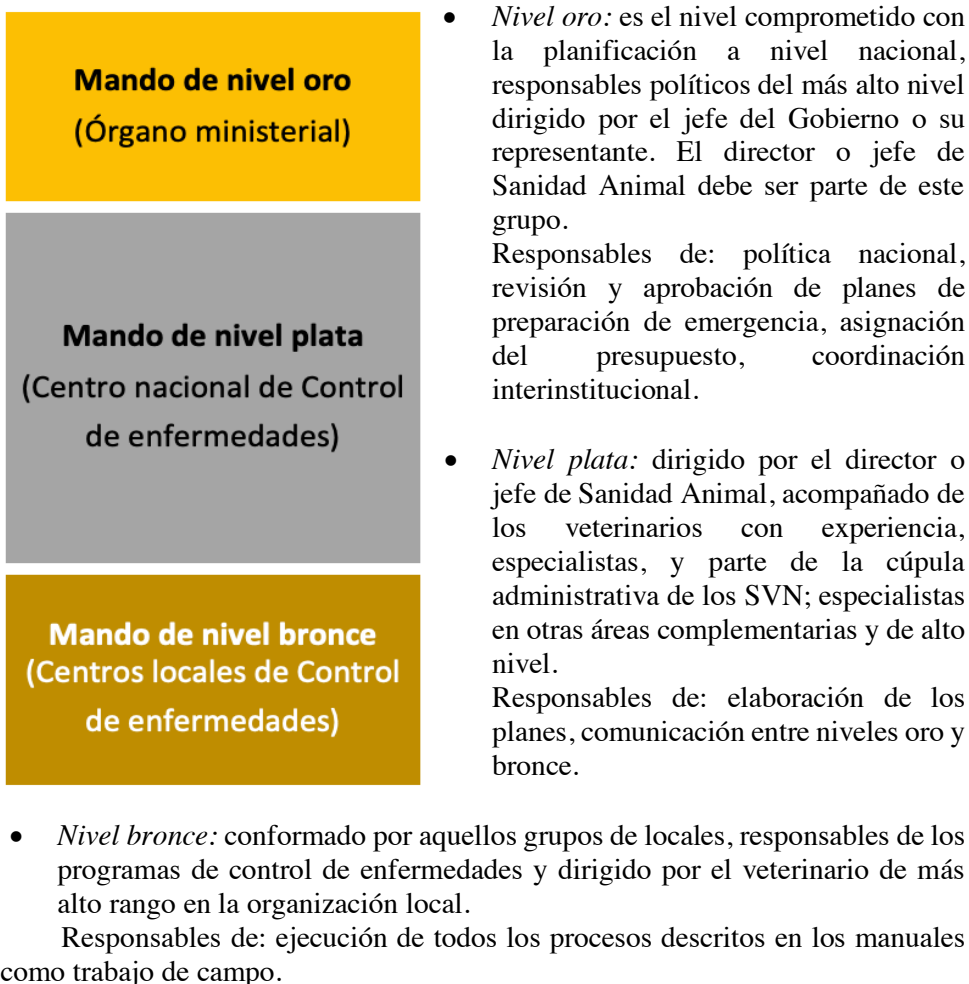 Mando de nivel oro
(Órgano ministerial)
Mando de nivel plata
(Centro nacional de Control
de enfermedades)
Mando de nivel bronce
(Centros locales de Control
de enfermedades)
• Nivel oro: es el nivel comprometido con
la planificación a nivel nacional,
responsables políticos del más alto nivel
dirigido por el jefe del Gobierno o su
representante. El director o jefe de
Sanidad Animal debe ser parte de este
grupo.
Responsables de: política nacional,
revisión y aprobación de planes de
preparación de emergencia, asignación
del presupuesto, coordinación
interinstitucional.
• Nivel plata: dirigido por el director o
jefe de Sanidad Animal, acompañado de
los veterinarios con experiencia,
especialistas, y parte de la cúpula
administrativa de los SVN; especialistas
en otras áreas complementarias y de alto
nivel.
Responsables de: elaboración de los
planes, comunicación entre niveles oro y
bronce.
• Nivel bronce: conformado por aquellos grupos de locales, responsables de los
programas de control de enfermedades y dirigido por el veterinario de más
alto rango en la organización local.
Responsables de: ejecución de todos los procesos descritos en los manuales
como trabajo de campo.